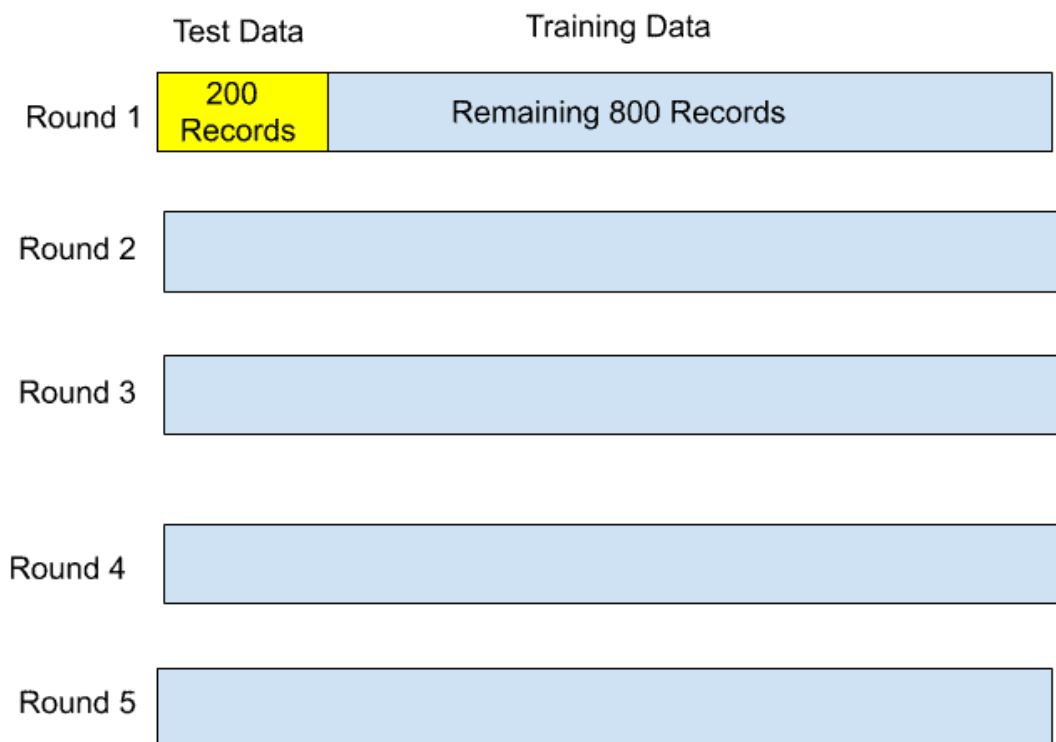 Test Data
Training Data
Round 1
200
Records
Remaining 800 Records
Round 2
Round 3
Round 4
Round 5